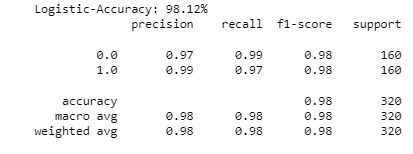 Logistic-Accuracy: 98.12%
precision recall f1-score support
0.0 0.97 0.99 0.98 160
1.0 0.99 0.97 0.98 160
accuracy 0.98 320
macro avg 0.98 0.98 0.98 320
weighted avg 0.98 0.98 0.98 320